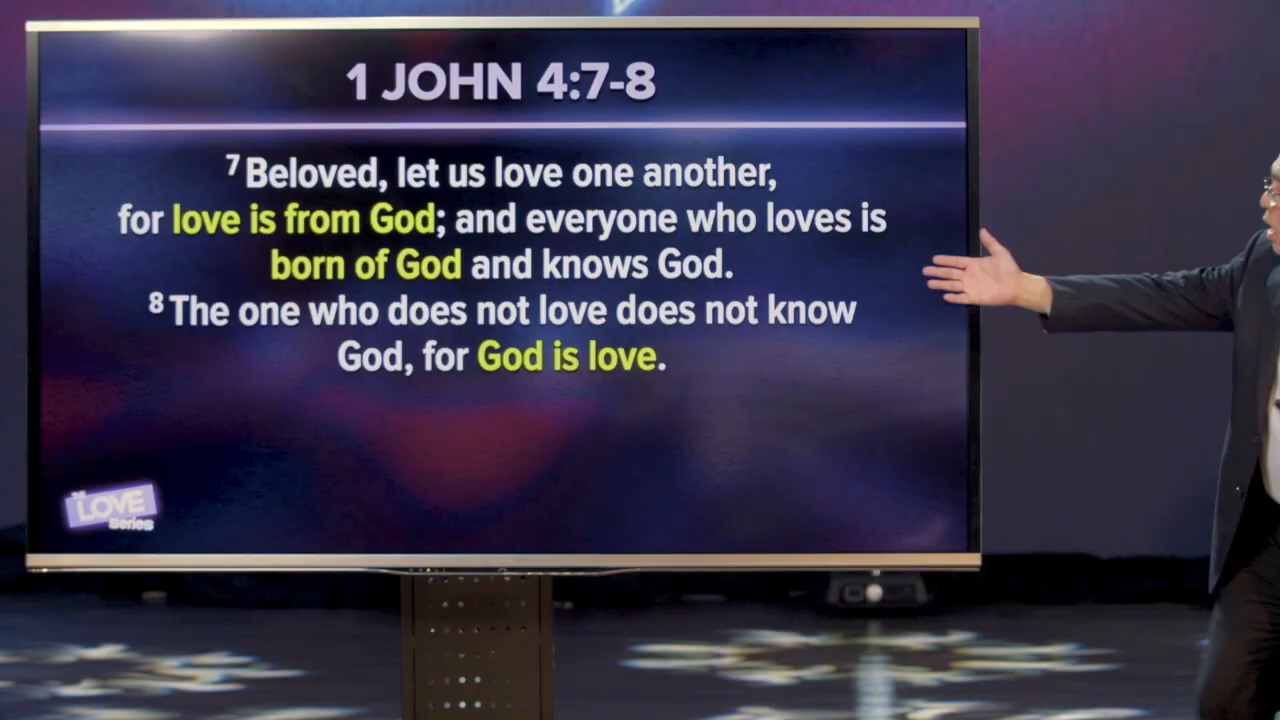 1 JOHN 4:7-8
7 Beloved, let us love one another,
for love is from God; and everyone who loves is
born of God and knows God.
8 The one who does not love does not know
God, for God is love.
THE
LOVE
series